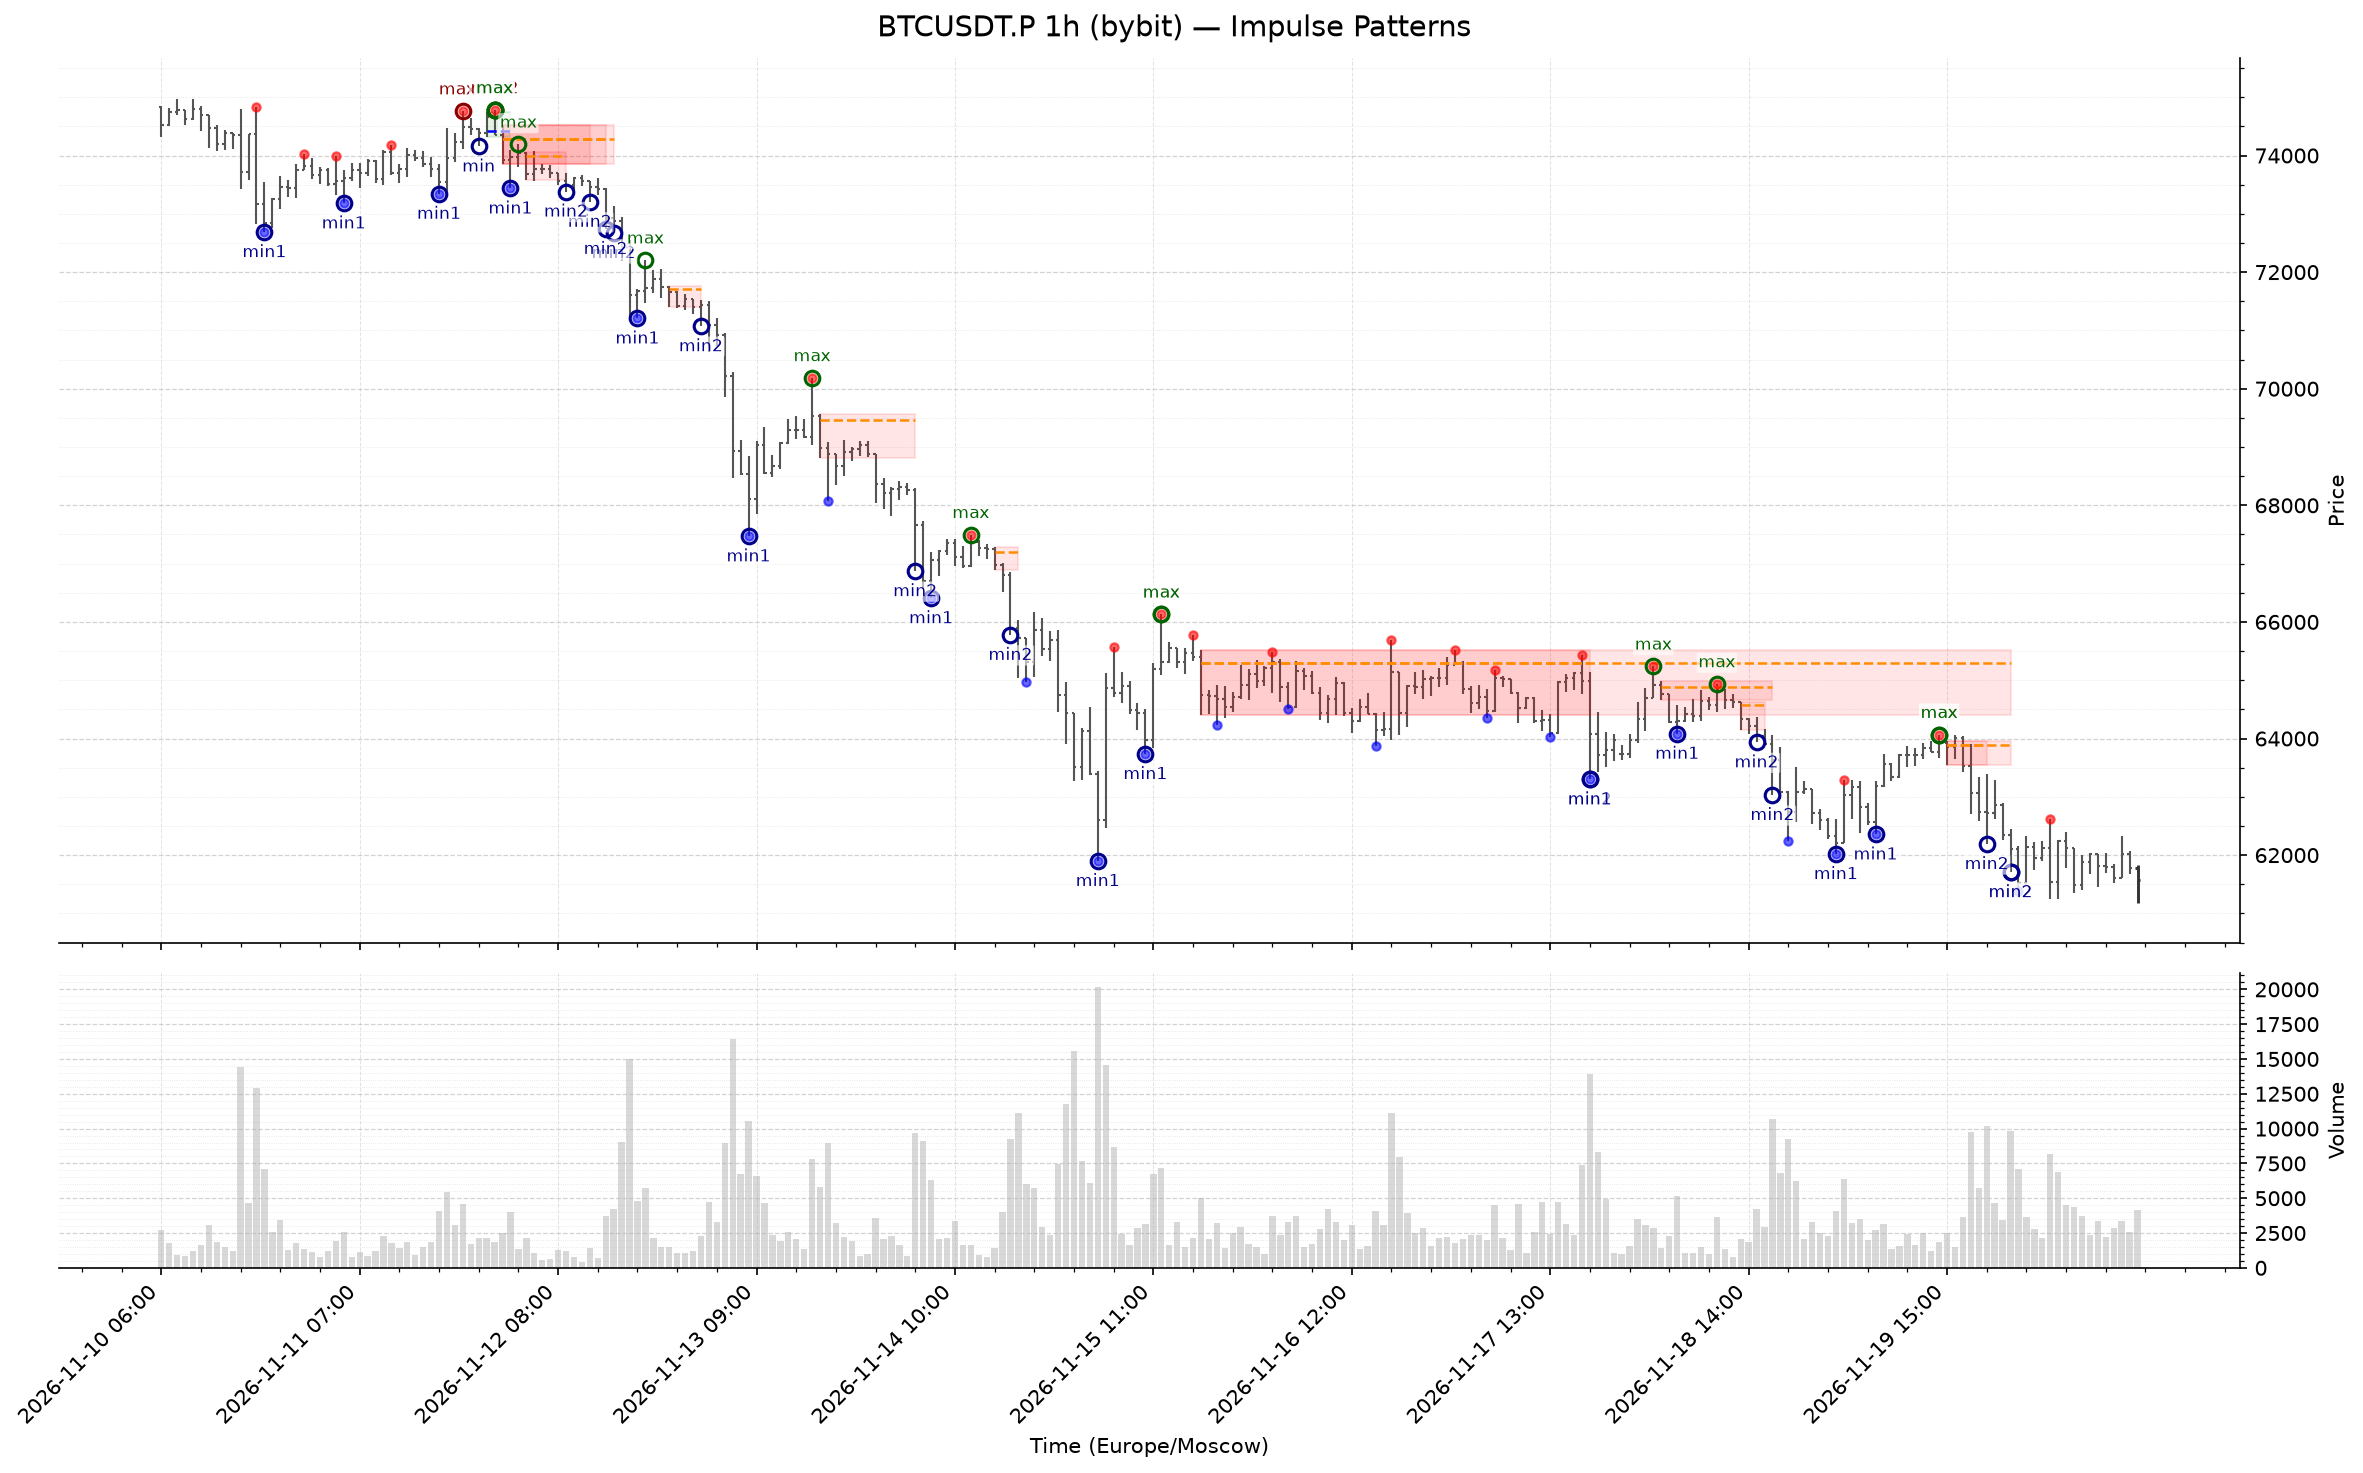 BTCUSDT.P 1h (bybit) — Impulse Patterns
max
max
max
min
min1
min1
min1
min1
min2
min2
min2
max
min1
min2
max
min1
max
min2
min1
min2
max
min1
min1
max
max
min1
min1
min2
min2
max
min1
min1
min2
min2
74000
72000
70000
68000
66000
64000
62000
Price
20000
17500
15000
12500
10000
7500
5000
2500
0
Volume
2026-11-10 06:00
2026-11-11 07:00
2026-11-12 08:00
2026-11-13 09:00
2026-11-14 10:00
2026-11-15 11:00
2026-11-16 12:00
2026-11-17 13:00
2026-11-18 14:00
2026-11-19 15:00
Time (Europe/Moscow)